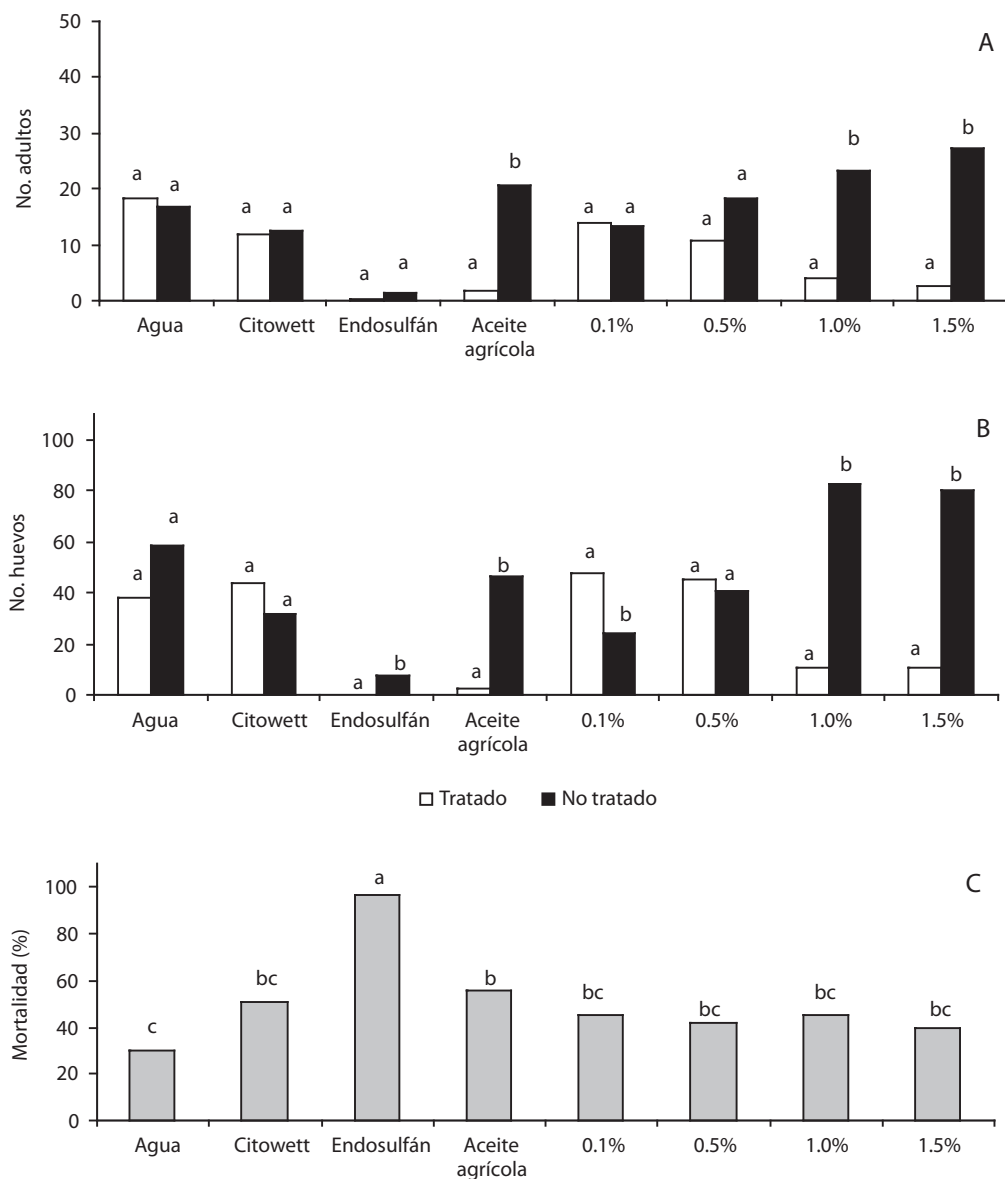 A
50
40
30
20
10
0
No. adultos
a a a a a a a b a a a a a b a b
Agua Citowett Endosulfán Aceite agrícola 0.1% 0.5% 1.0% 1.5%
B
100
80
60
40
20
0
No. huevos
a a a a a b a b a b a a a b a b
Agua Citowett Endosulfán Aceite agrícola 0.1% 0.5% 1.0% 1.5%
Tratado No tratado
C
100
80
60
40
20
0
Mortalidad (%)
c bc a b bc bc bc bc
Agua Citowett Endosulfán Aceite agrícola 0.1% 0.5% 1.0% 1.5%